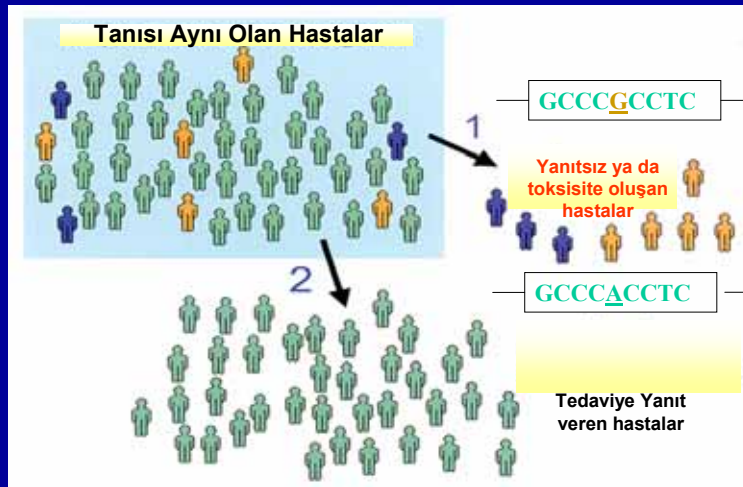 Tanısı Aynı Olan Hastalar
GCCCGCCTC
1
Yanıtsız ya da
toksisite oluşan
hastalar
2
GCCCACCTC
Tedaviye Yanıt
veren hastalar